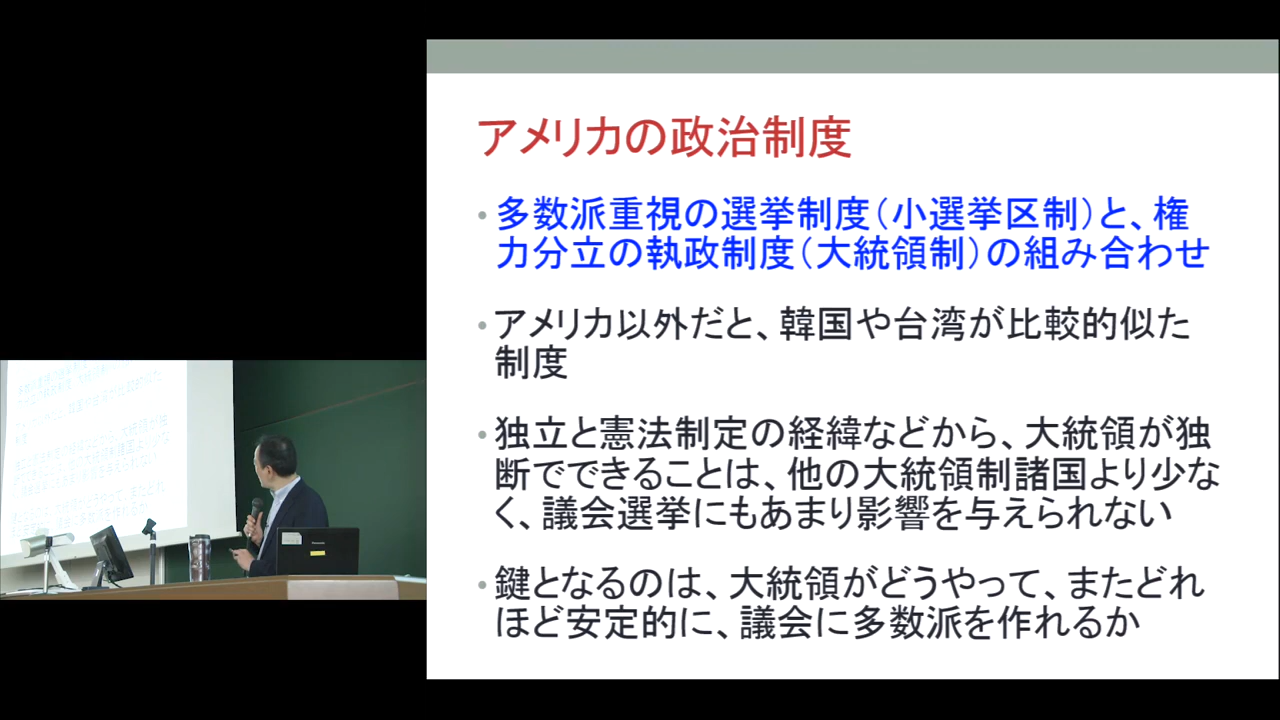 アメリカの政治制度
・多数派重視の選挙制度（小選挙区制）と、権
力分立の執政制度（大統領制）の組み合わせ
・アメリカ以外だと、韓国や台湾が比較的似た
制度
・独立と憲法制定の経緯などから、大統領が独
断でできることは、他の大統領制諸国より少な
く、議会選挙にもあまり影響を与えられない
・鍵となるのは、大統領がどうやって、またどれ
ほど安定的に、議会に多数派を作れるか